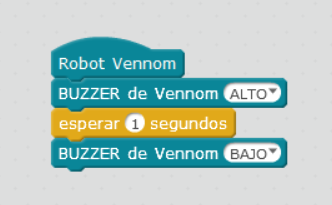 Robot Vennom
BUZZER de Vennom ALTO
esperar 1 segundos
BUZZER de Vennom BAJO